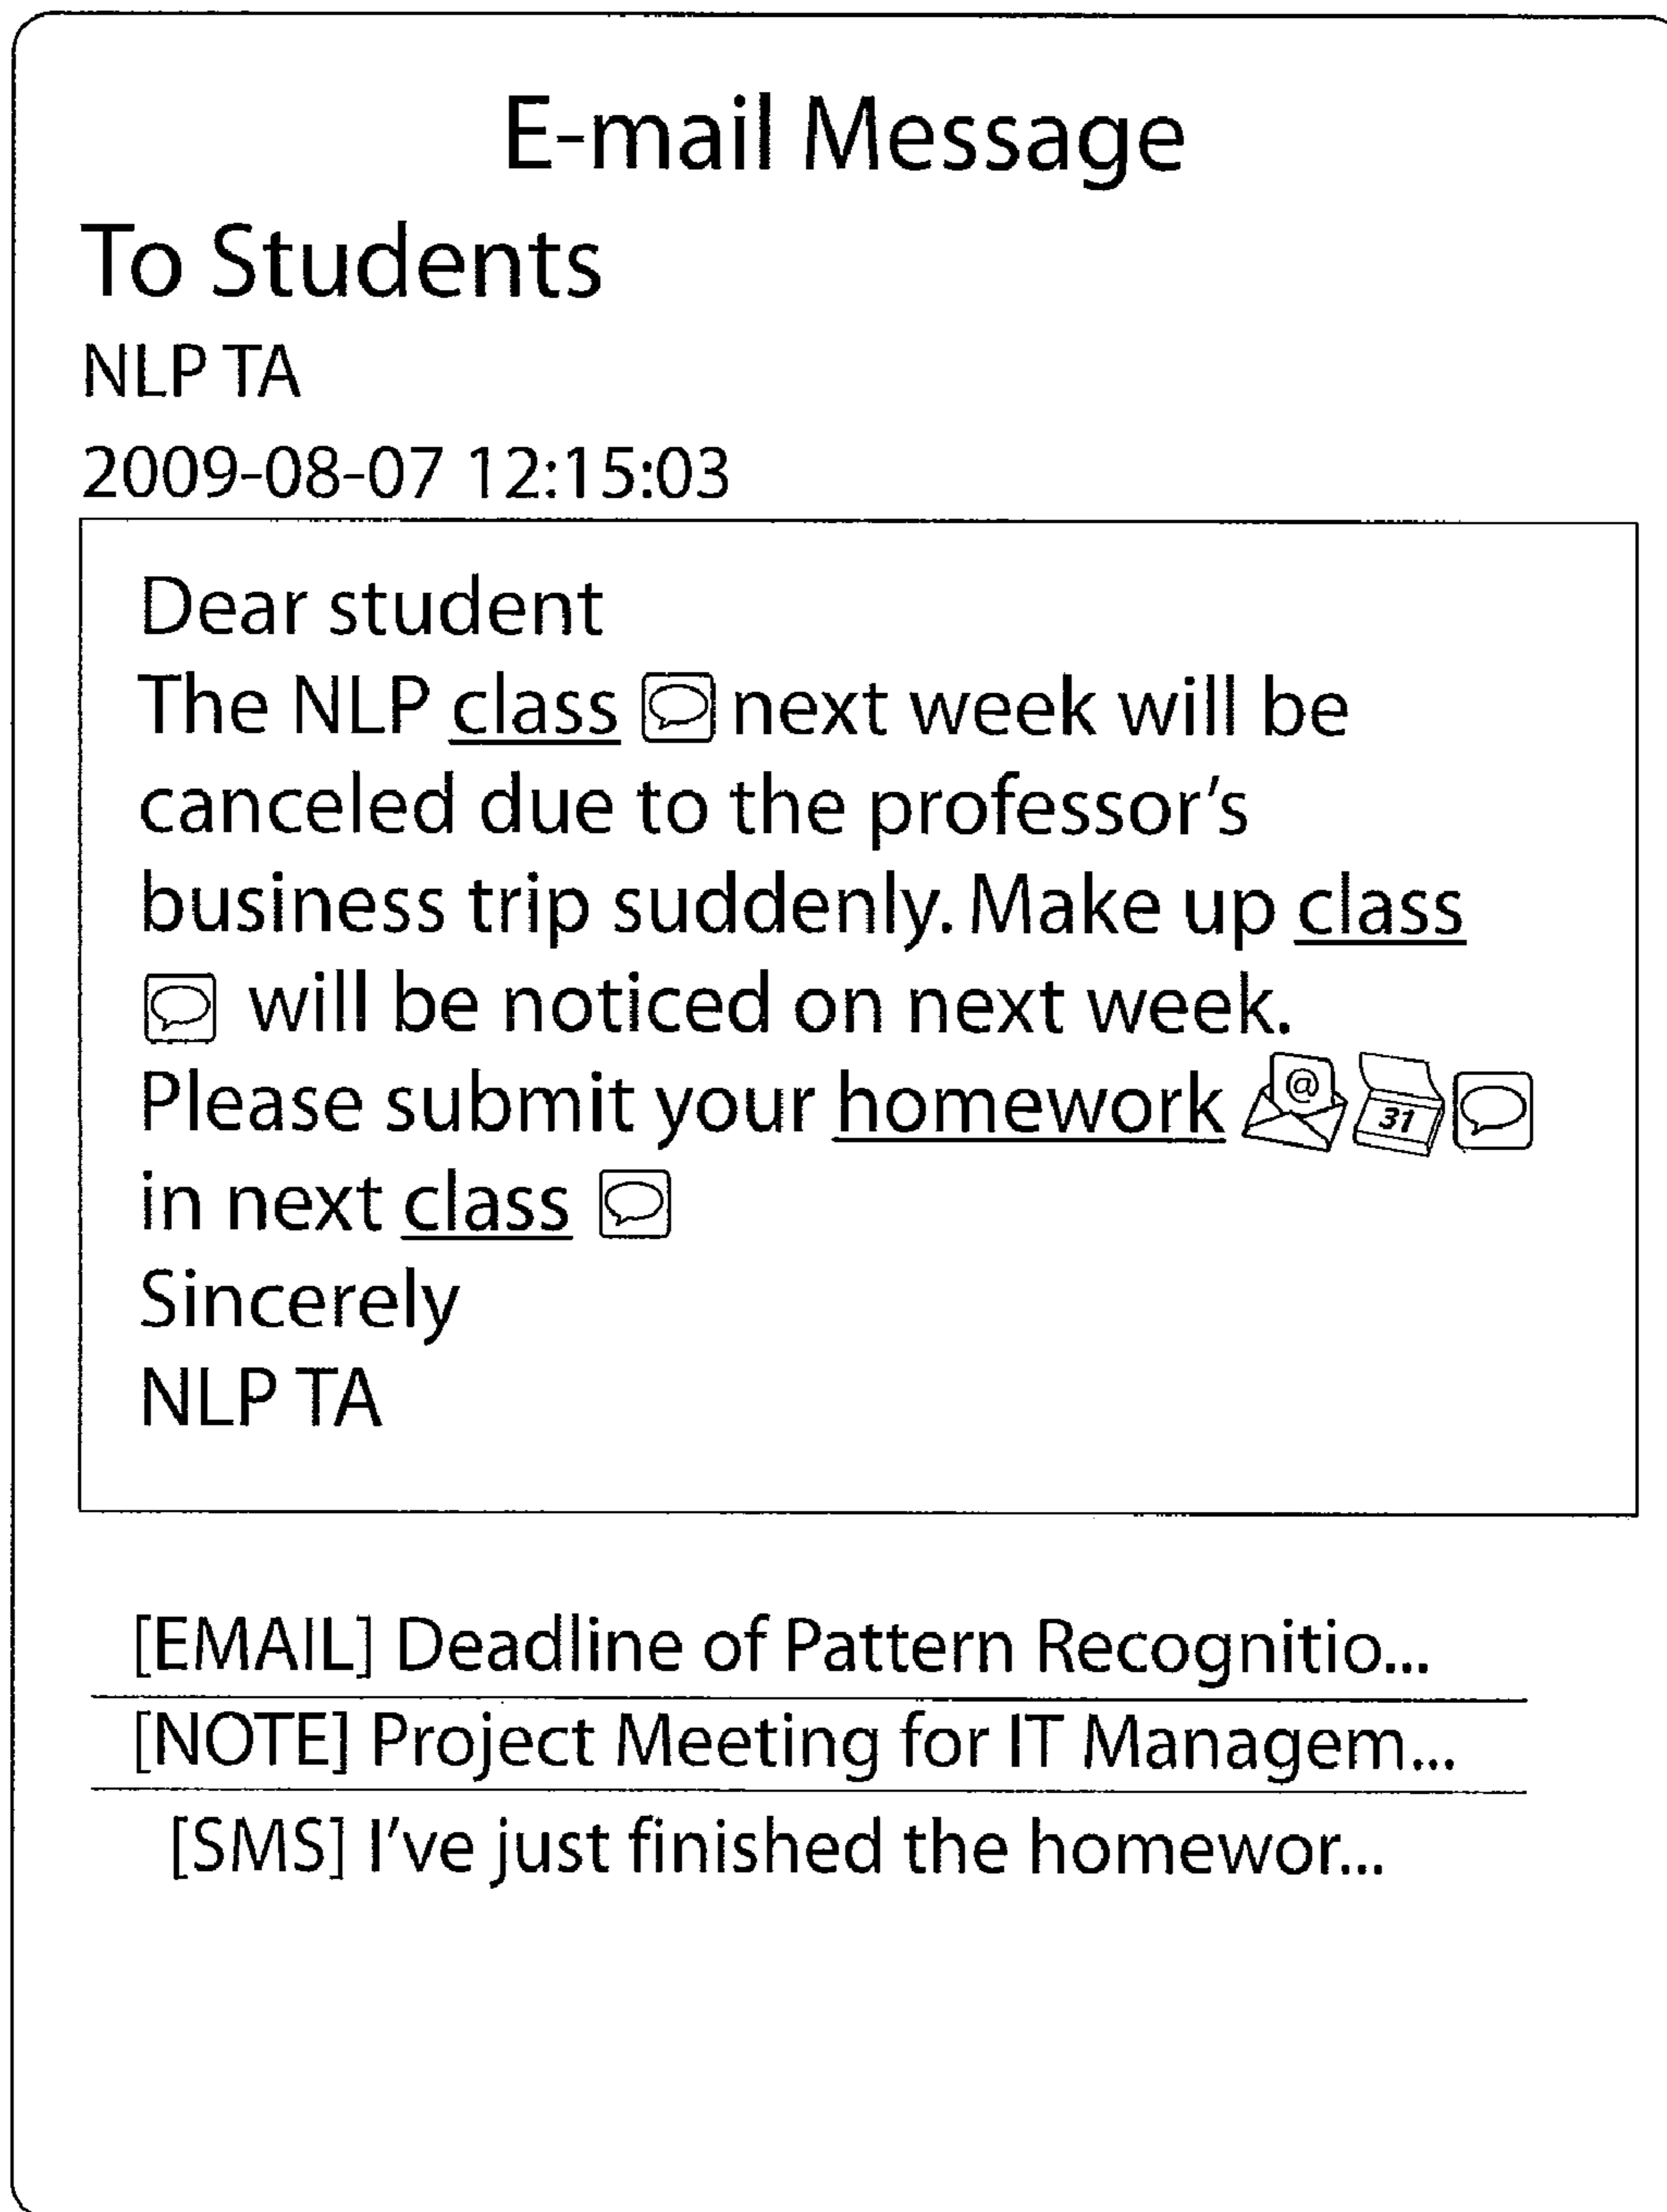 E-mail Message
To Students
NLP TA
2009-08-07 12:15:03
Dear student
The NLP class next week will be
canceled due to the professor's
business trip suddenly. Make up class
will be noticed on next week.
Please submit your homework @ 31
in next class
Sincerely
NLP TA
[EMAIL] Deadline of Pattern Recognitio...
[NOTE] Project Meeting for IT Managem...
[SMS] I've just finished the homewor...